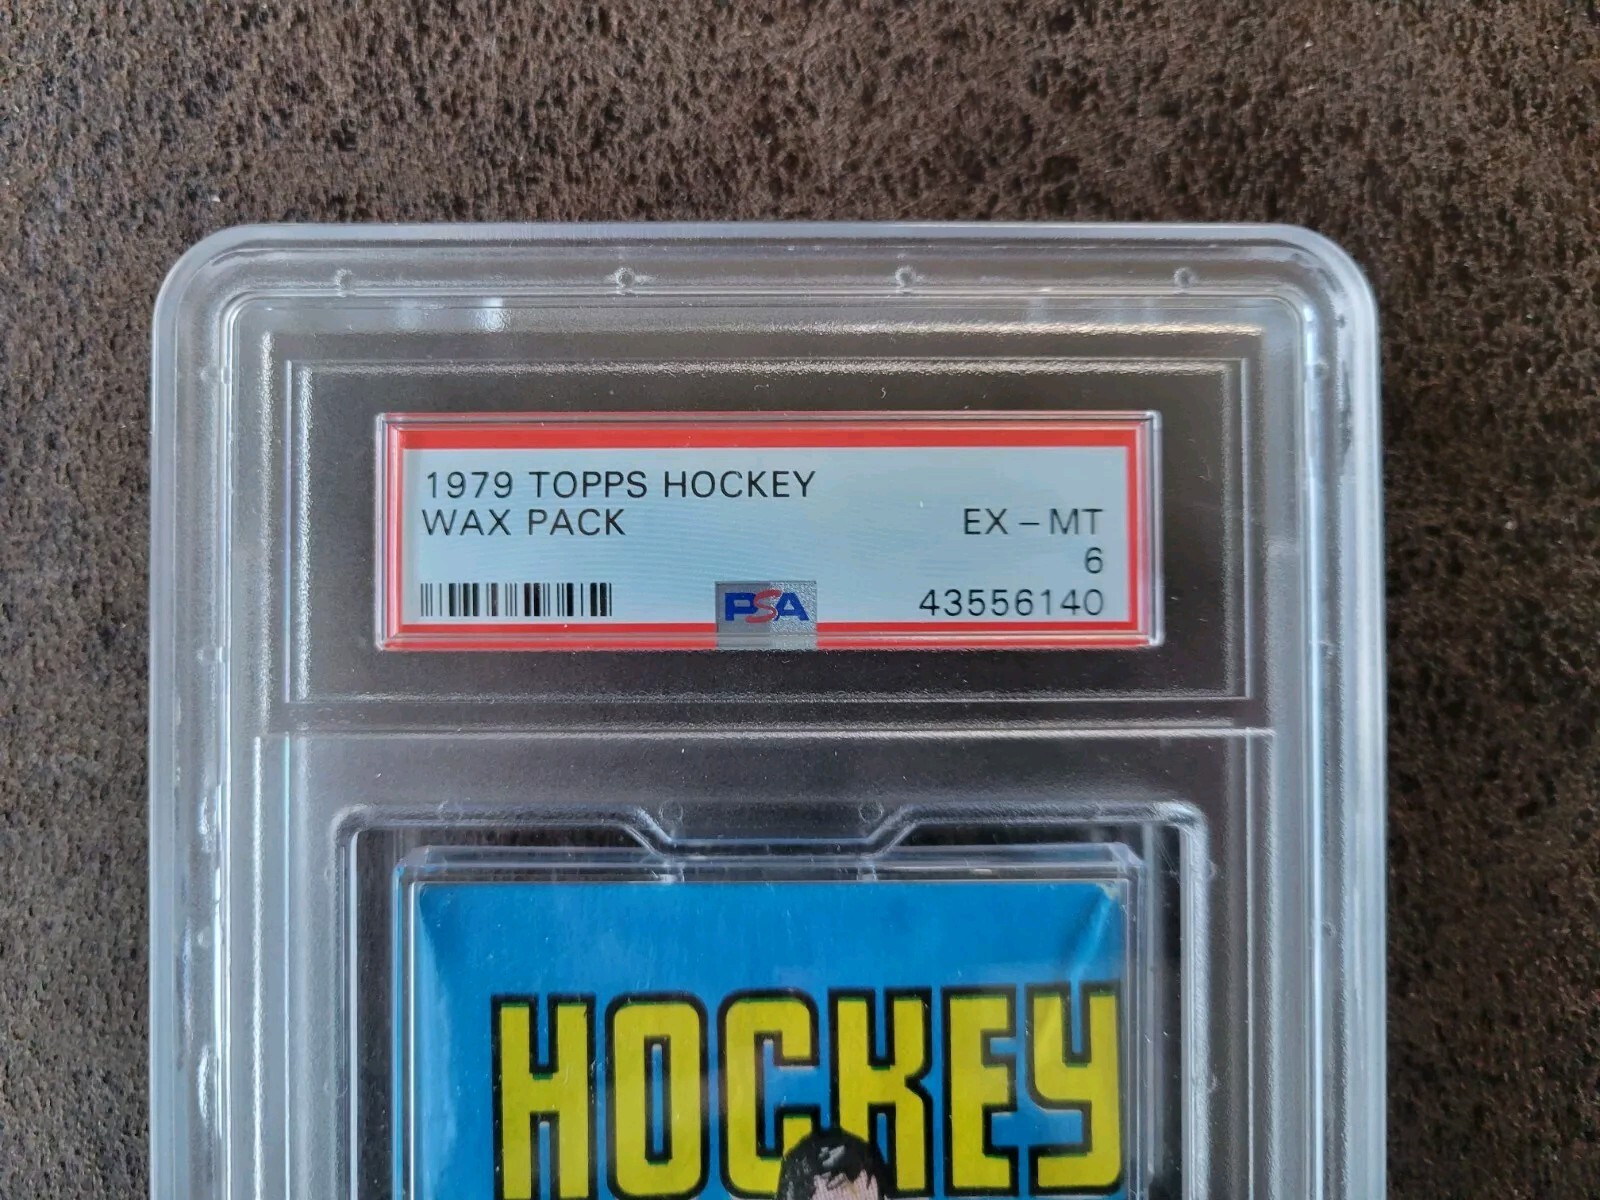 1979 TOPPS HOCKEY
WAX PACK
EX - MT
6
PSA
43556140
HOCKEY